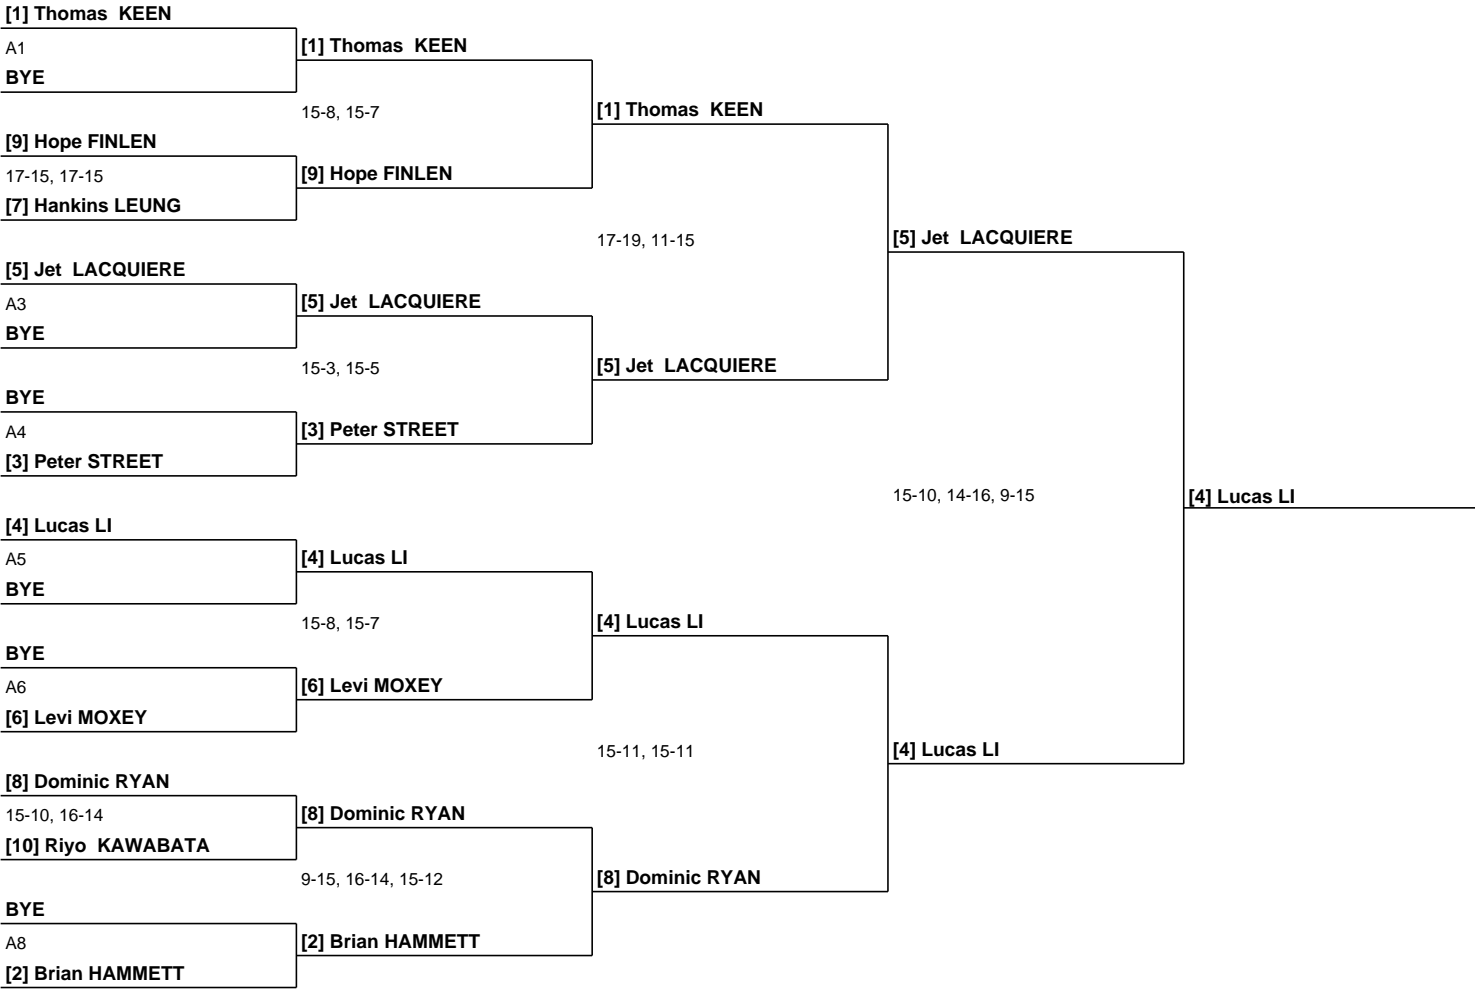 [1] Thomas  KEEN
A1
BYE
[9] Hope FINLEN
17-15, 17-15
[7] Hankins LEUNG
[5] Jet  LACQUIERE
A3
BYE
BYE
A4
[3] Peter STREET
[4] Lucas LI
A5
BYE
BYE
A6
[6] Levi MOXEY
[8] Dominic RYAN
15-10, 16-14
[10] Riyo  KAWABATA
BYE
A8
[2] Brian HAMMETT
[1] Thomas  KEEN
15-8, 15-7
[9] Hope FINLEN
[5] Jet  LACQUIERE
15-3, 15-5
[3] Peter STREET
[4] Lucas LI
15-8, 15-7
[6] Levi MOXEY
[8] Dominic RYAN
9-15, 16-14, 15-12
[2] Brian HAMMETT
[1] Thomas  KEEN
17-19, 11-15
[5] Jet  LACQUIERE
[4] Lucas LI
15-11, 15-11
[8] Dominic RYAN
[5] Jet  LACQUIERE
15-10, 14-16, 9-15
[4] Lucas LI
[4] Lucas LI